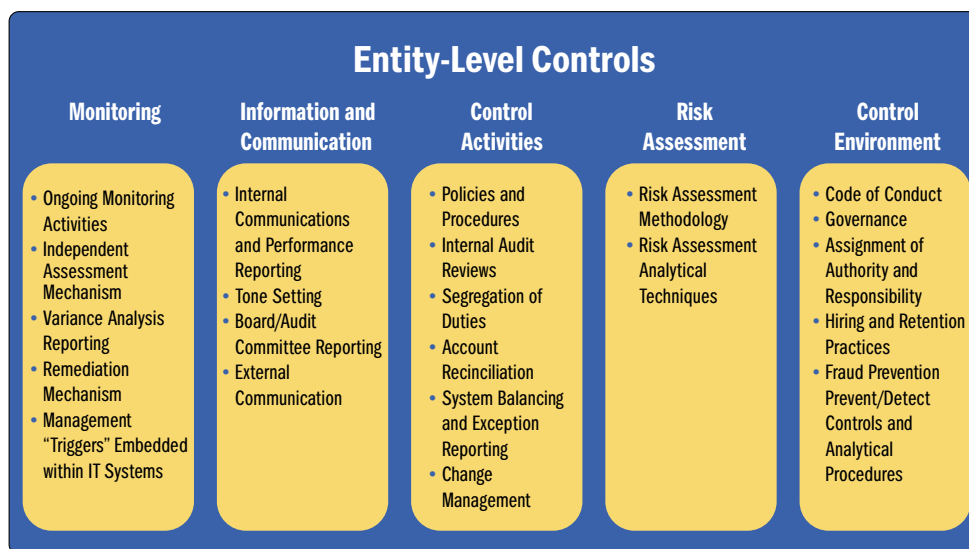 Entity-Level Controls
Monitoring
• Ongoing Monitoring
Activities
• Independent
Assessment
Mechanism
• Variance Analysis
Reporting
• Remediation
Mechanism
• Management
“Triggers” Embedded
within IT Systems
Information and
Communication
• Internal
Communications
and Performance
Reporting
• Tone Setting
• Board/Audit
Committee Reporting
• External
Communication
Control
Activities
• Policies and
Procedures
• Internal Audit
Reviews
• Segregation of
Duties
• Account
Reconciliation
• System Balancing
and Exception
Reporting
• Change
Management
Risk
Assessment
• Risk Assessment
Methodology
• Risk Assessment
Analytical
Techniques
Control
Environment
• Code of Conduct
• Governance
• Assignment of
Authority and
Responsibility
• Hiring and Retention
Practices
• Fraud Prevention
Prevent/Detect
Controls and
Analytical
Procedures